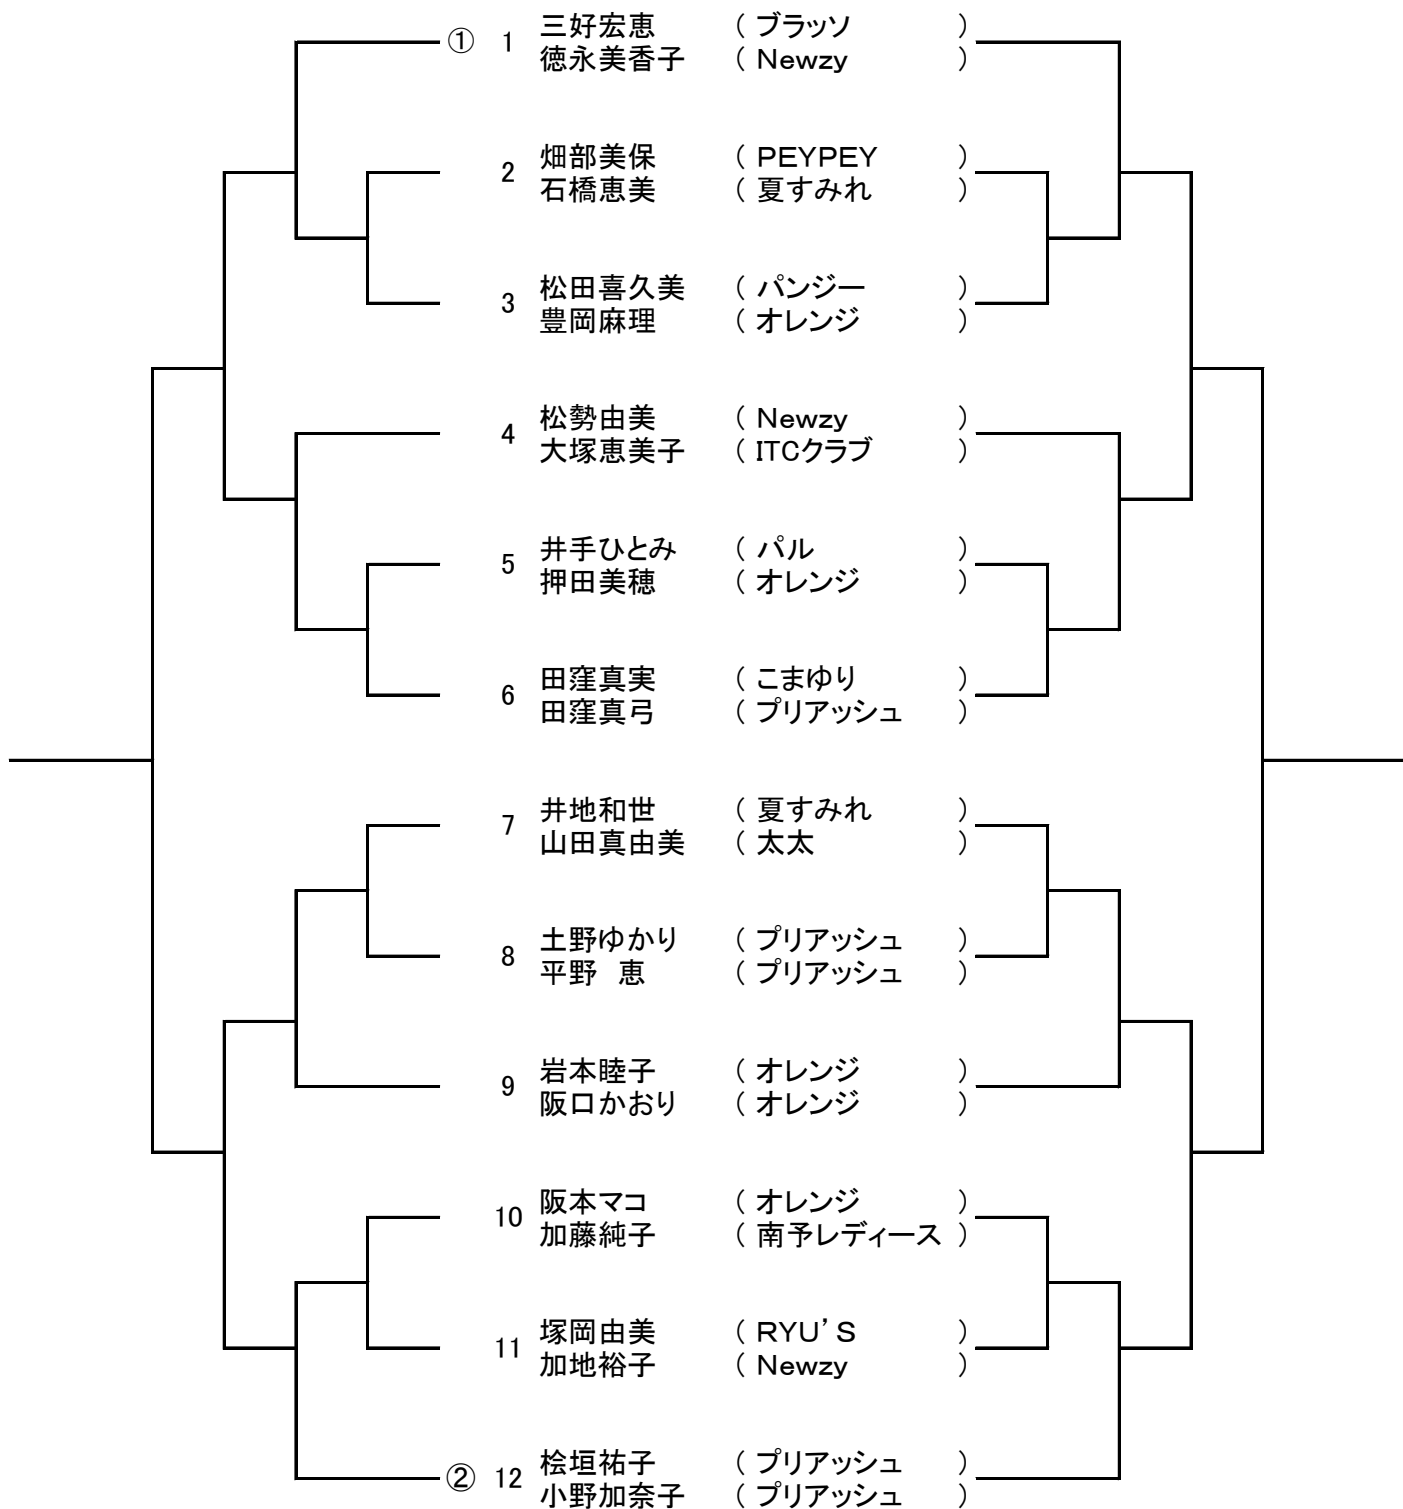 三好宏恵 ( ブラッソ )
① 1
徳永美香子 ( Newzy )
畑部美保 ( PEYPEY )
2
石橋恵美 ( 夏すみれ )
松田喜久美 ( パンジー )
3
豊岡麻理 ( オレンジ )
松勢由美 ( Newzy )
4
大塚恵美子 ( ITCクラブ )
井手ひとみ ( パル )
5
押田美穂 ( オレンジ )
田窪真実 ( こまゆり )
6
田窪真弓 ( プリアッシュ )
井地和世 ( 夏すみれ )
7
山田真由美 ( 太太 )
土野ゆかり ( プリアッシュ )
8
平野　恵 ( プリアッシュ )
岩本睦子 ( オレンジ )
9
阪口かおり ( オレンジ )
阪本マコ ( オレンジ )
10
加藤純子 ( 南予レディース )
塚岡由美 ( RYU'S )
11
加地裕子 ( Newzy )
桧垣祐子 ( プリアッシュ )
② 12
小野加奈子 ( プリアッシュ )